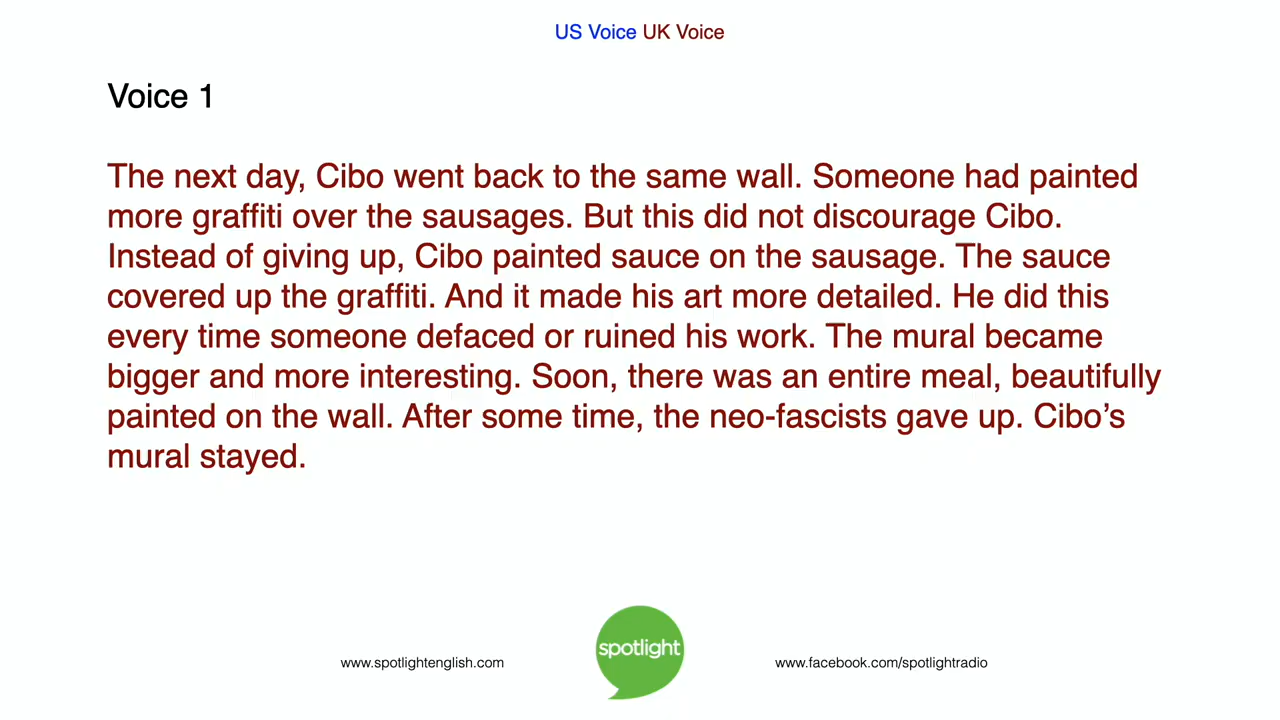 US Voice UK Voice
Voice 1
The next day, Cibo went back to the same wall. Someone had painted
more graffiti over the sausages. But this did not discourage Cibo.
Instead of giving up, Cibo painted sauce on the sausage. The sauce
covered up the graffiti. And it made his art more detailed. He did this
every time someone defaced or ruined his work. The mural became
bigger and more interesting. Soon, there was an entire meal, beautifully
painted on the wall. After some time, the neo-fascists gave up. Cibo’s
mural stayed.
www.spotlightenglish.com
spotlight
www.facebook.com/spotlightradio